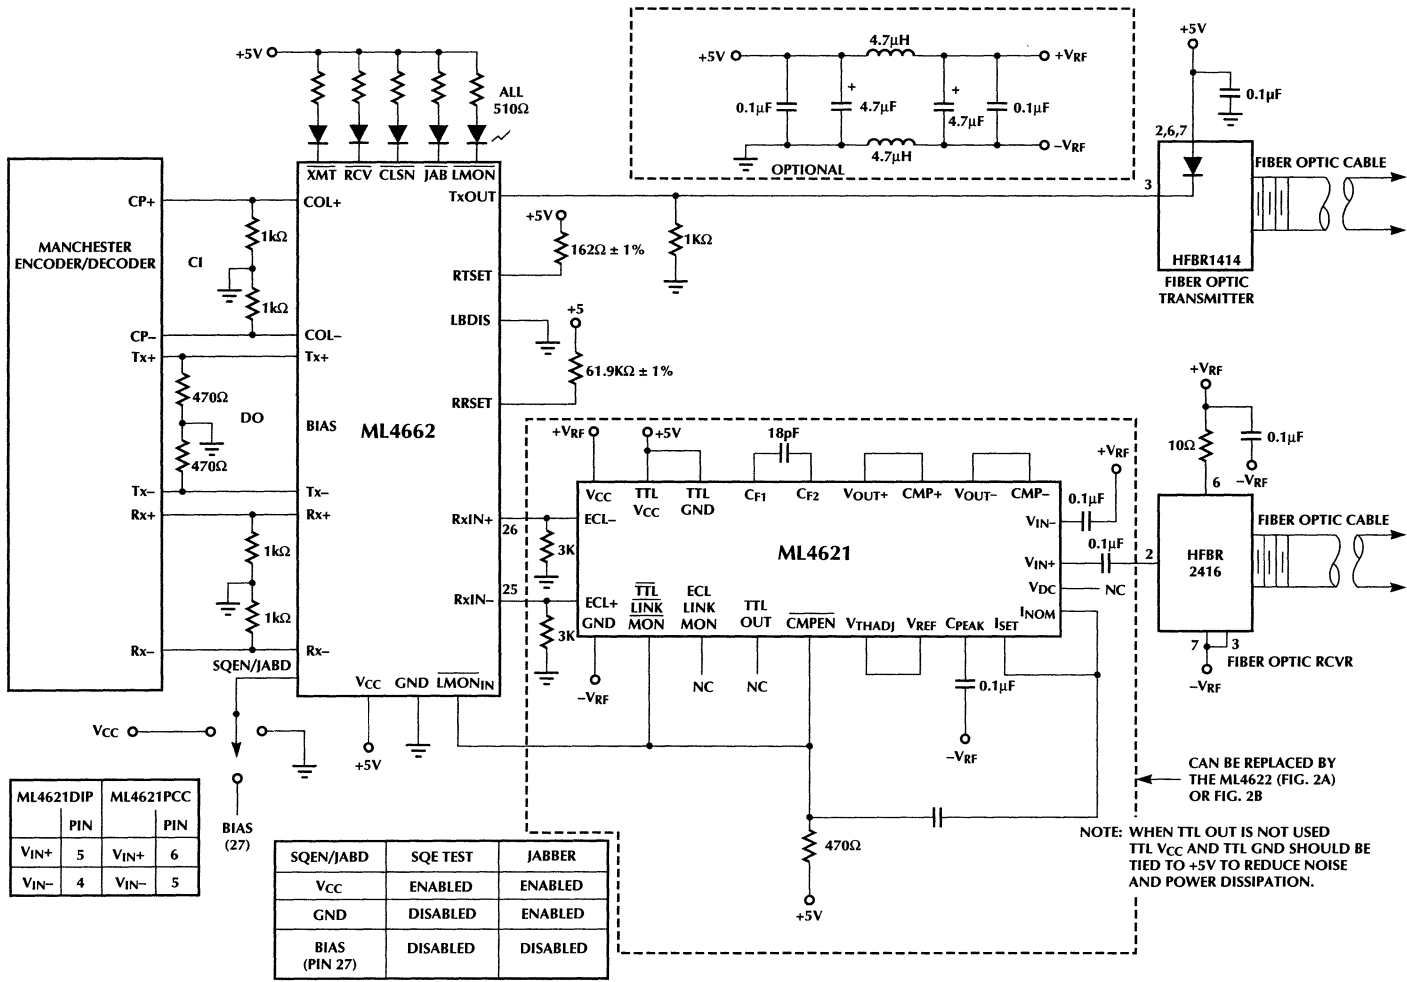 +5V
ALL
510Ω
XMT RCV CLSN JAB LMON
+5V
4.7µH
+VRF
0.1µF
+
4.7µF
+
4.7µF
0.1µF
4.7µH
−VRF
OPTIONAL
+5V
0.1µF
2,6,7
3
HFBR1414
FIBER OPTIC
TRANSMITTER
FIBER OPTIC CABLE
MANCHESTER
ENCODER/DECODER
CP+
CI
1kΩ
1kΩ
CP−
Tx+
470Ω
DO
470Ω
Tx−
Rx+
1kΩ
1kΩ
Rx−
COL+
COL−
Tx+
BIAS
ML4662
Tx−
Rx+
Rx−
SQEN/JABD
VCC
GND
LMONIN
TxOUT
1KΩ
+5V
162Ω ± 1%
RTSET
LBDIS
+5
61.9KΩ ± 1%
RRSET
RxIN+
26
3K
RxIN−
25
3K
+5V
VCC
BIAS
(27)
+VRF
+5V
18pF
VCC
TTL
VCC
TTL
GND
CF1
CF2
VOUT+
CMP+
VOUT−
CMP−
ECL−
ML4621
ECL+
GND
TTL
LINK
MON
ECL
LINK
MON
TTL
OUT
CMPEN
VTHADJ
VREF
CPEAK
ISET
VIN−
VIN+
VDC
INOM
NC
+VRF
0.1µF
0.1µF
2
−VRF
NC
NC
0.1µF
−VRF
470Ω
+5V
+VRF
10Ω
0.1µF
−VRF
6
HFBR
2416
FIBER OPTIC CABLE
7
3
FIBER OPTIC RCVR
−VRF
CAN BE REPLACED BY
THE ML4622 (FIG. 2A)
OR FIG. 2B
NOTE: WHEN TTL OUT IS NOT USED
TTL VCC AND TTL GND SHOULD BE
TIED TO +5V TO REDUCE NOISE
AND POWER DISSIPATION.
ML4621DIP ML4621PCC
PIN PIN
VIN+ 5 VIN+ 6
VIN− 4 VIN− 5
SQEN/JABD SQE TEST JABBER
VCC ENABLED ENABLED
GND DISABLED ENABLED
BIAS
(PIN 27) DISABLED DISABLED